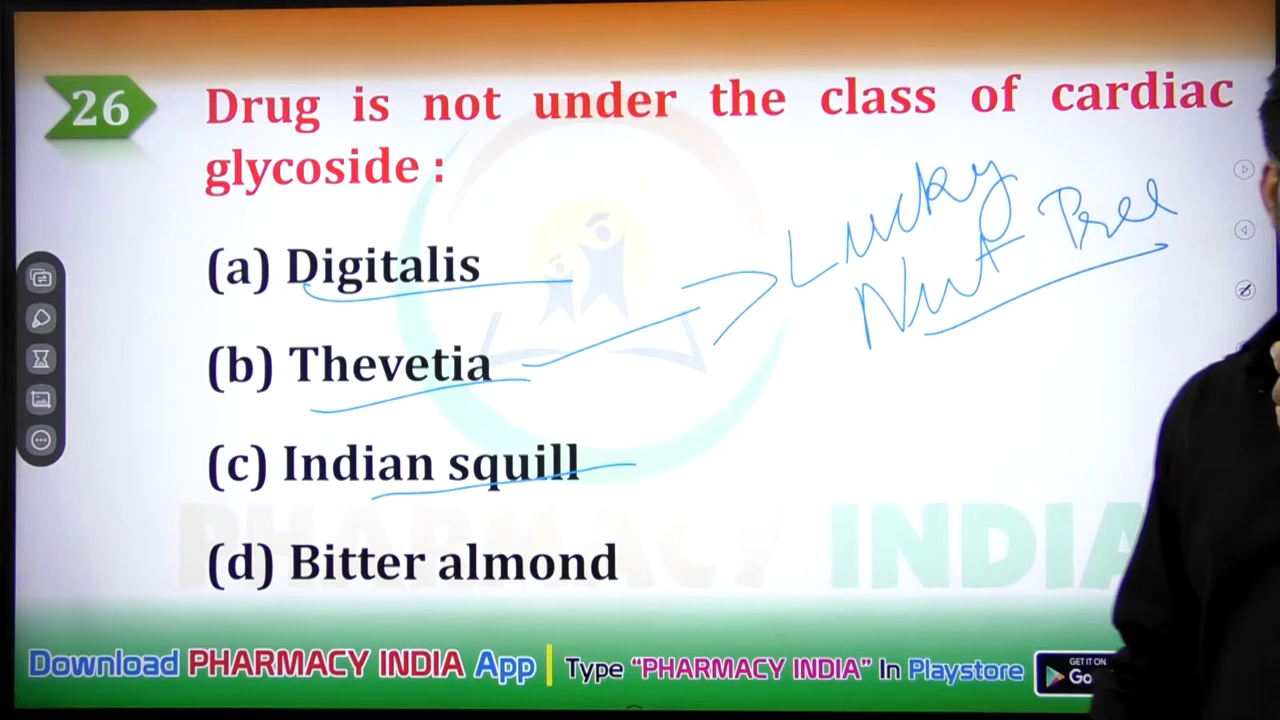 26
Drug is not under the class of cardiac
glycoside :
(a) Digitalis
(b) Thevetia
(c) Indian squill
(d) Bitter almond
Lucky
Nut Tree
PHARMACY INDIA
Download PHARMACY INDIA App | Type “PHARMACY INDIA” In Playstore
GET IT ON
Go